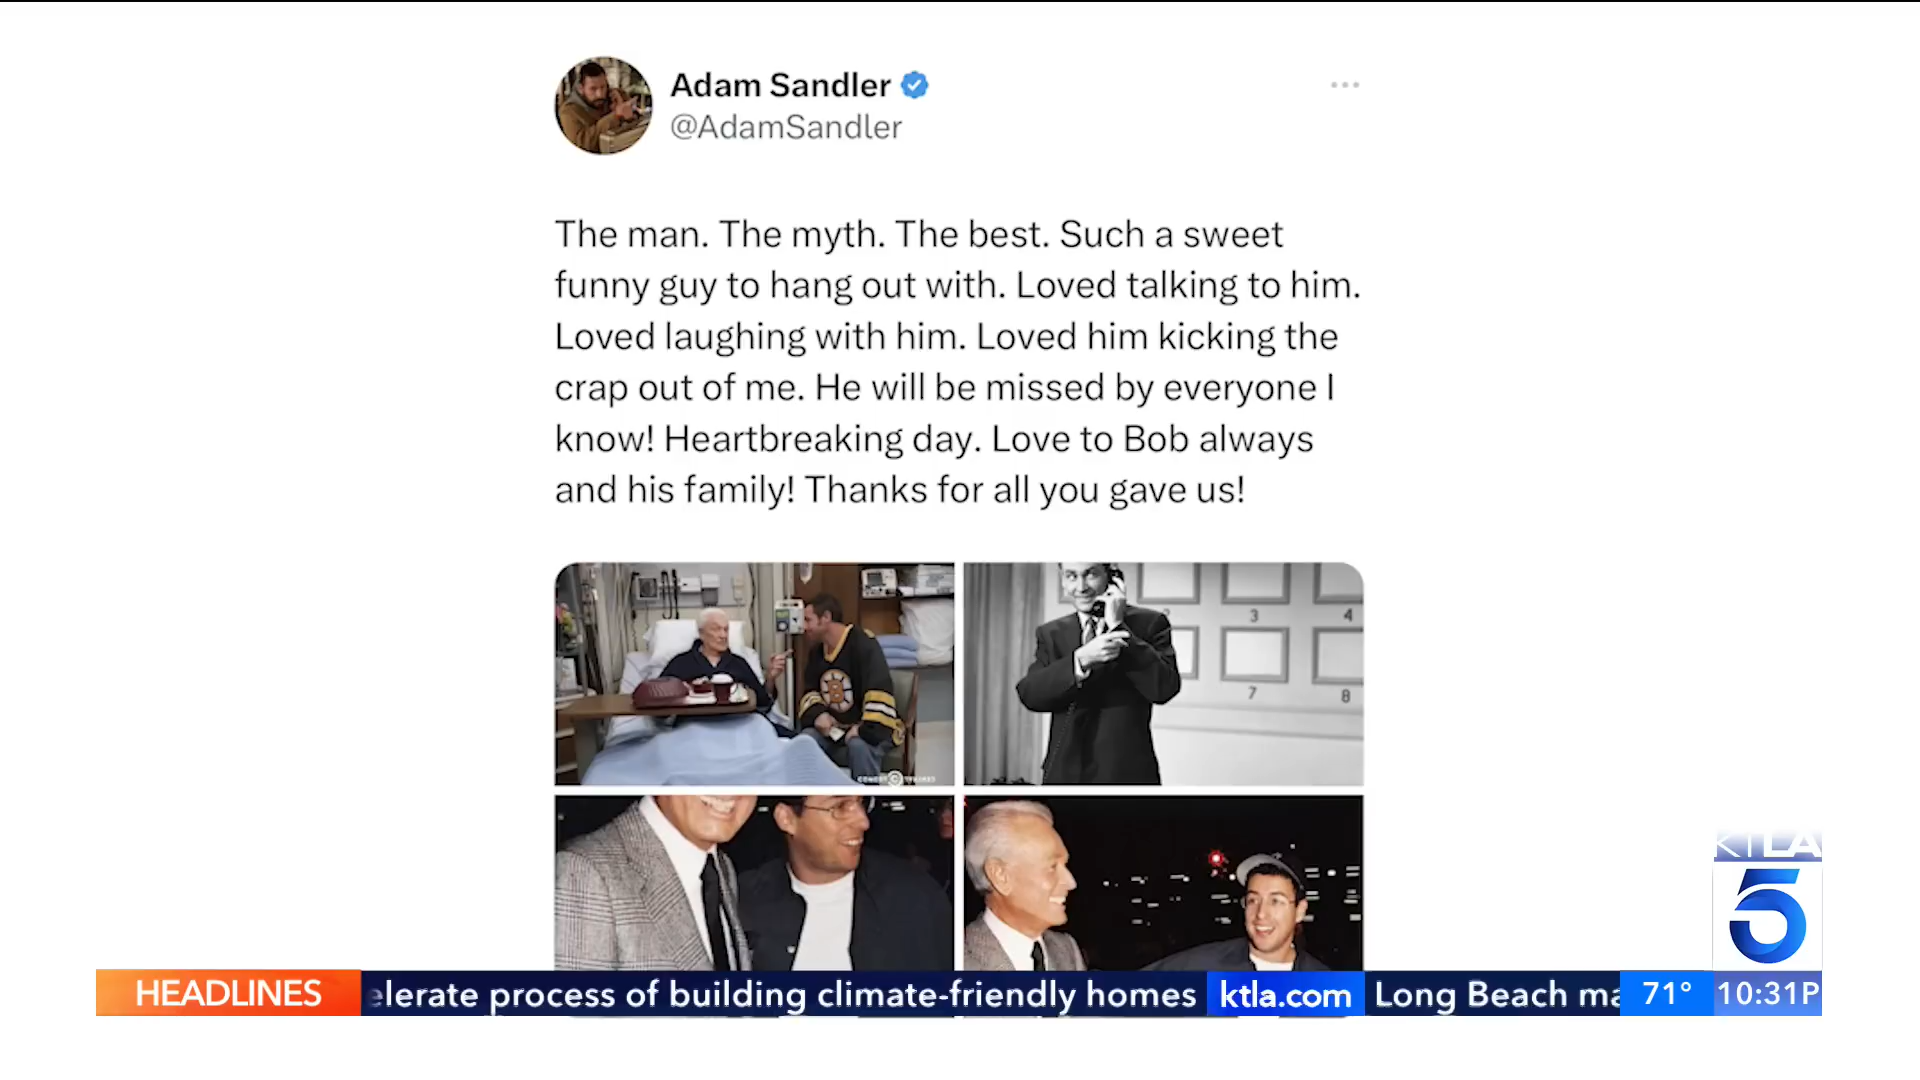 Adam Sandler
@AdamSandler
The man. The myth. The best. Such a sweet
funny guy to hang out with. Loved talking to him.
Loved laughing with him. Loved him kicking the
crap out of me. He will be missed by everyone I
know! Heartbreaking day. Love to Bob always
and his family! Thanks for all you gave us!
3
4
7
8
KTLA
5
HEADLINES
elerate process of building climate-friendly homes
ktla.com
Long Beach ma
71°
10:31P